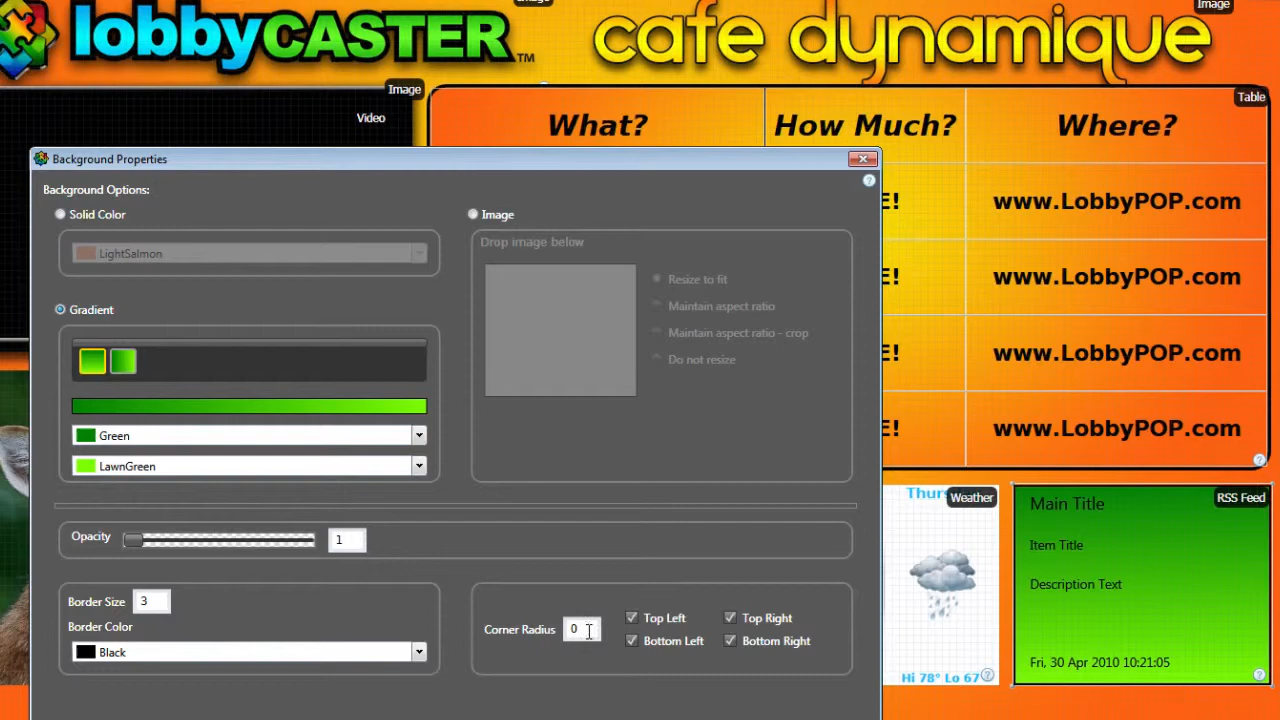 Image
Image
lobbyCASTER™
cafe dynamique
Image
Video
Table
What?
How Much?
Where?
E!
www.LobbyPOP.com
E!
www.LobbyPOP.com
E!
www.LobbyPOP.com
E!
www.LobbyPOP.com
Background Properties
Background Options:
Solid Color
LightSalmon
Image
Drop image below
Resize to fit
Maintain aspect ratio
Maintain aspect ratio - crop
Do not resize
Gradient
Green
LawnGreen
Opacity
1
Border Size 3
Border Color
Black
Corner Radius 0
Top Left
Top Right
Bottom Left
Bottom Right
Thurs
Weather
Hi 78° Lo 67°
RSS Feed
Main Title
Item Title
Description Text
Fri, 30 Apr 2010 10:21:05